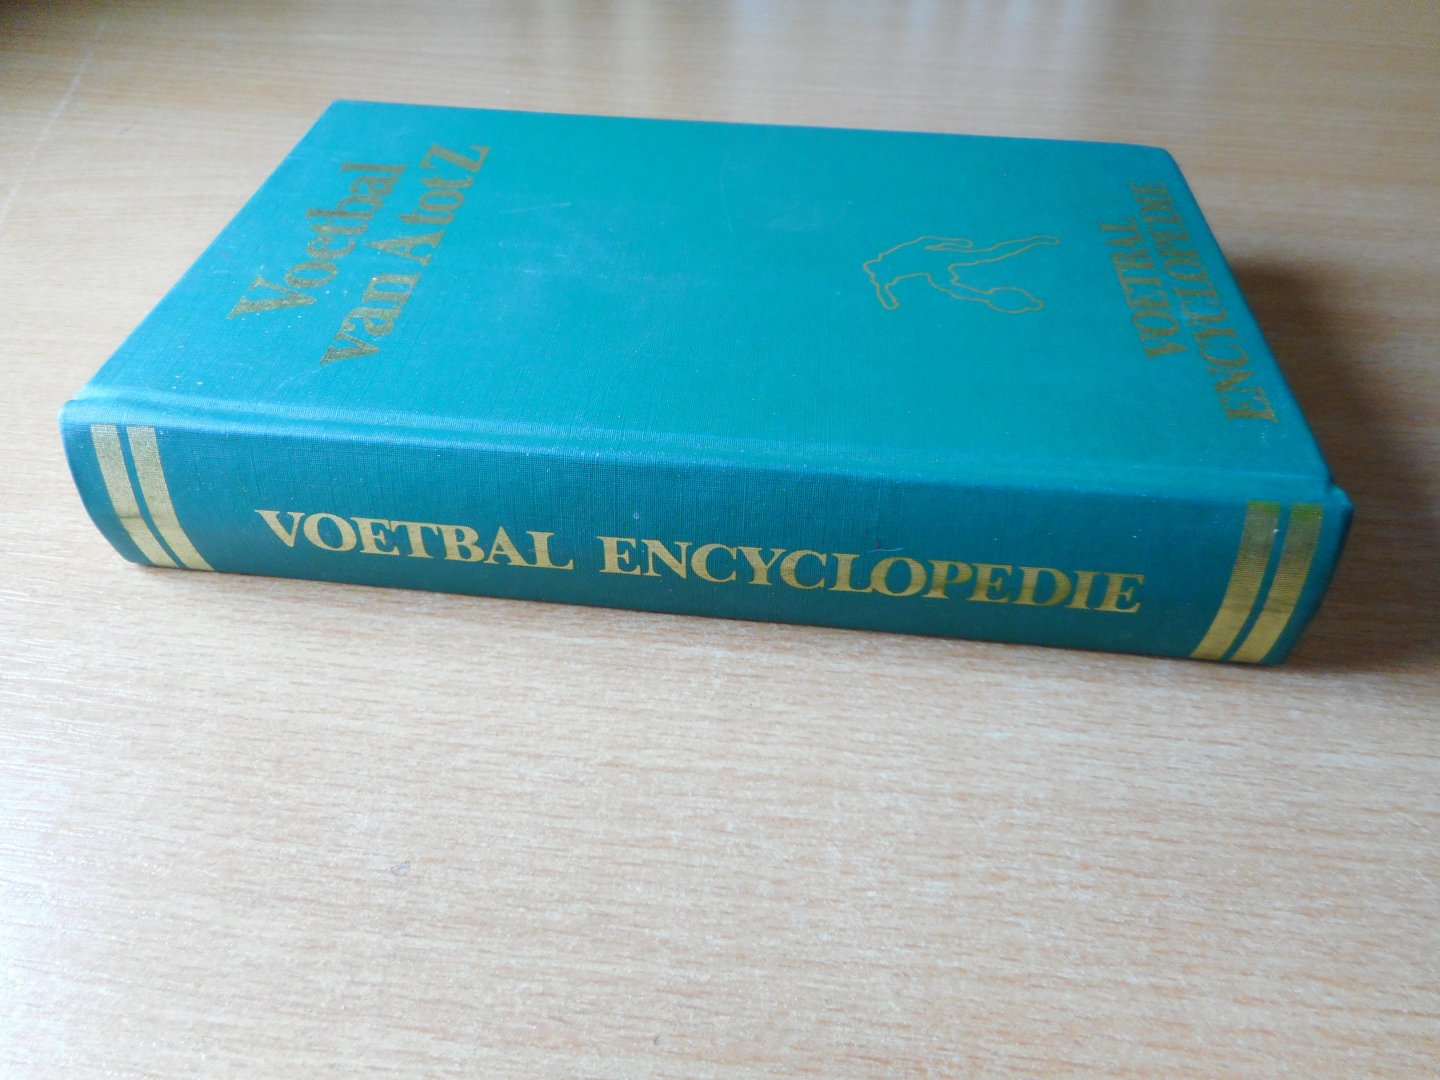 Voetbal
van A tot Z
VOETBAL
ENCYCLOPEDIE
VOETBAL ENCYCLOPEDIE